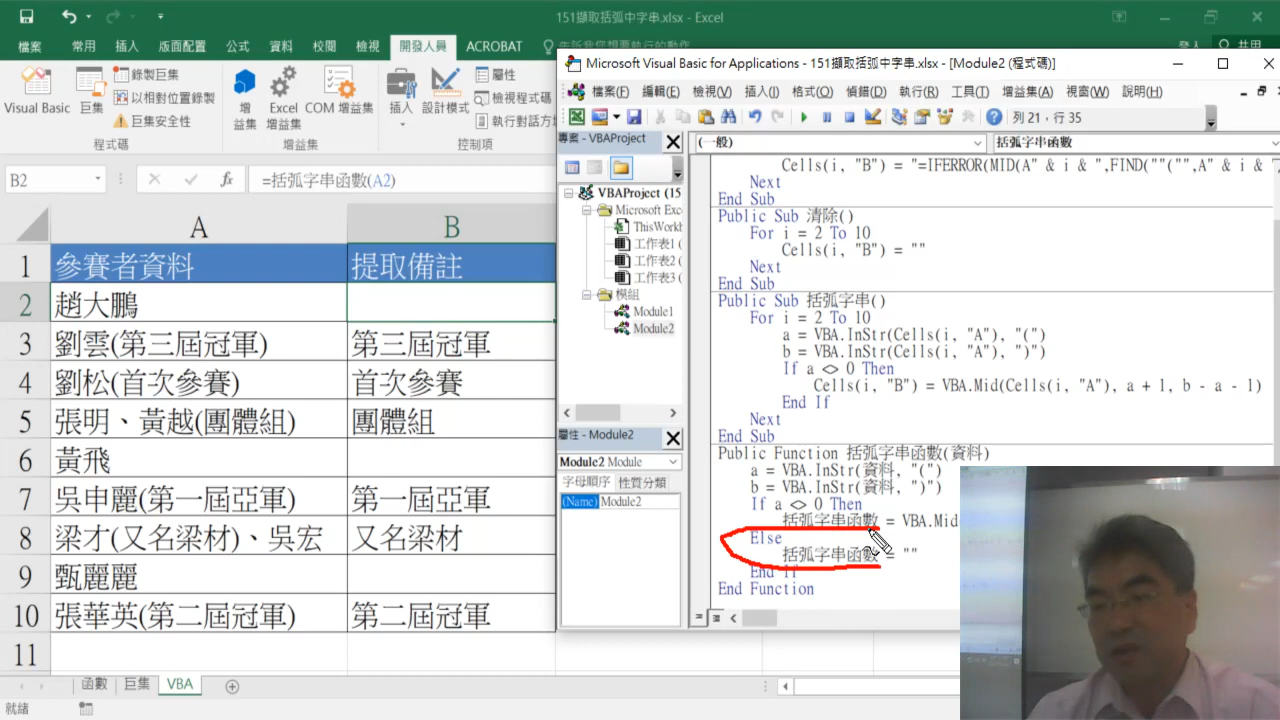 151擷取括弧中字串.xlsx - Excel
檔案 常用 插入 版面配置 公式 資料 校閱 檢視 開發人員 ACROBAT 告訴我您想要執行的動作 登入 共用
Visual Basic 巨集 錄製巨集 以相對位置錄製 巨集安全性 增益集 Excel 增益集 COM 增益集 插入 設計模式 屬性 檢視程式碼 執行對話方
程式碼 增益集 控制項
B2 fx =括弧字串函數(A2)
A B
1 參賽者資料 提取備註
2 趙大鵬
3 劉雲(第三屆冠軍) 第三屆冠軍
4 劉松(首次參賽) 首次參賽
5 張明、黃越(團體組) 團體組
6 黃飛
7 吳申麗(第一屆亞軍) 第一屆亞軍
8 梁才(又名梁材)、吳宏 又名梁材
9 甄麗麗
10 張華英(第二屆冠軍) 第二屆冠軍
11
函數 巨集 VBA
就緒
Microsoft Visual Basic for Applications - 151擷取括弧中字串.xlsx - [Module2 (程式碼)]
檔案(F) 編輯(E) 檢視(V) 插入(I) 格式(O) 偵錯(D) 執行(R) 工具(T) 增益集(A) 視窗(W) 說明(H)
列 21，行 35
專案 - VBAProject
VBAProject (15
Microsoft Exc
ThisWorkb
工作表1 (
工作表2 (
工作表3 (
模組
Module1
Module2
屬性 - Module2
Module2 Module
字母順序 性質分類
(Name) Module2
(一般) 括弧字串函數
Cells(i, "B") = "=IFERROR(MID(A" & i & ",FIND(""("",A" & i & "
Next
End Sub
Public Sub 清除()
For i = 2 To 10
Cells(i, "B") = ""
Next
End Sub
Public Sub 括弧字串()
For i = 2 To 10
a = VBA.InStr(Cells(i, "A"), "(")
b = VBA.InStr(Cells(i, "A"), ")")
If a <> 0 Then
Cells(i, "B") = VBA.Mid(Cells(i, "A"), a + 1, b - a - 1)
End If
Next
End Sub
Public Function 括弧字串函數(資料)
a = VBA.InStr(資料, "(")
b = VBA.InStr(資料, ")")
If a <> 0 Then
括弧字串函數 = VBA.Mid
Else
括弧字串函數 = ""
End If
End Function